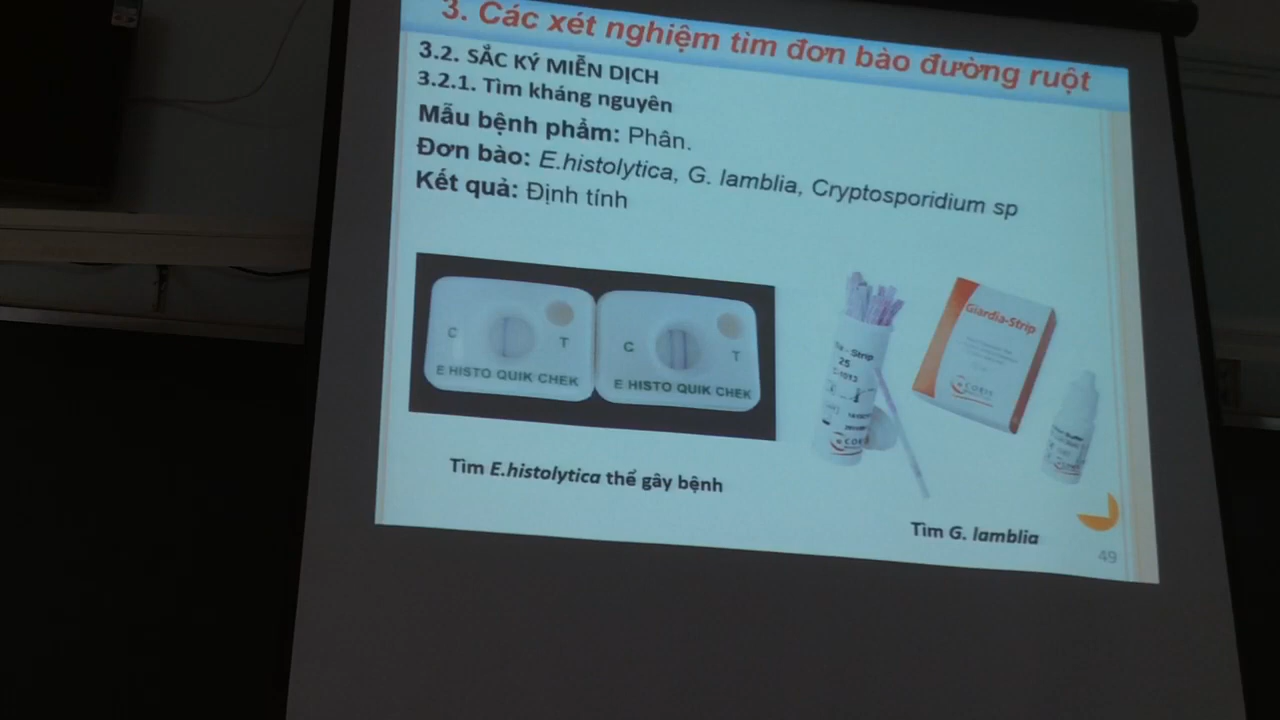 3. Các xét nghiệm tìm đơn bào đường ruột
3.2. SẮC KÝ MIỄN DỊCH
3.2.1. Tìm kháng nguyên
Mẫu bệnh phẩm: Phân.
Đơn bào: E.histolytica, G. lamblia, Cryptosporidium sp
Kết quả: Định tính
C T
E HISTO QUIK CHEK
C T
E HISTO QUIK CHEK
Strip
25
Giardia-Strip
CORIS
Tìm E.histolytica thể gây bệnh
Tìm G. lamblia
49